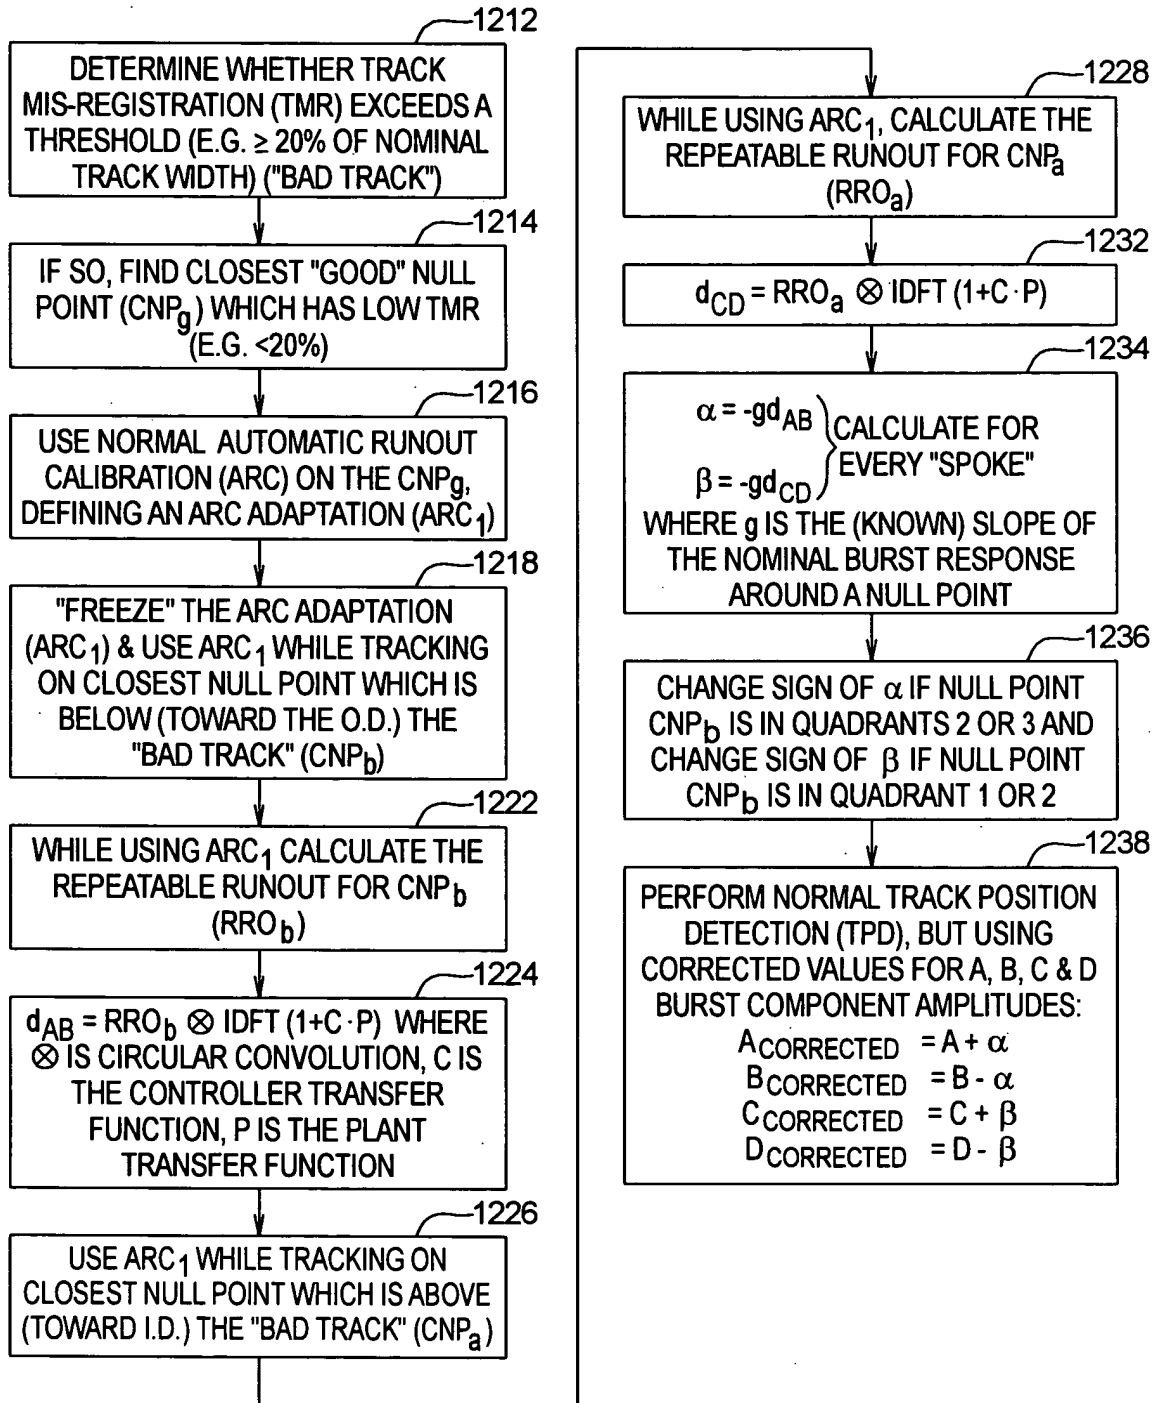 1212
DETERMINE WHETHER TRACK
MIS-REGISTRATION (TMR) EXCEEDS A
THRESHOLD (E.G. ≥ 20% OF NOMINAL
TRACK WIDTH) ("BAD TRACK")
1214
IF SO, FIND CLOSEST "GOOD" NULL
POINT (CNPg) WHICH HAS LOW TMR
(E.G. <20%)
1216
USE NORMAL AUTOMATIC RUNOUT
CALIBRATION (ARC) ON THE CNPg,
DEFINING AN ARC ADAPTATION (ARC1)
1218
"FREEZE" THE ARC ADAPTATION
(ARC1) & USE ARC1 WHILE TRACKING
ON CLOSEST NULL POINT WHICH IS
BELOW (TOWARD THE O.D.) THE
"BAD TRACK" (CNPb)
1222
WHILE USING ARC1 CALCULATE THE
REPEATABLE RUNOUT FOR CNPb
(RROb)
1224
dAB = RROb ⊗ IDFT (1+C·P) WHERE
⊗ IS CIRCULAR CONVOLUTION, C IS
THE CONTROLLER TRANSFER
FUNCTION, P IS THE PLANT
TRANSFER FUNCTION
1226
USE ARC1 WHILE TRACKING ON
CLOSEST NULL POINT WHICH IS ABOVE
(TOWARD I.D.) THE "BAD TRACK" (CNPa)
1228
WHILE USING ARC1, CALCULATE THE
REPEATABLE RUNOUT FOR CNPa
(RROa)
1232
dCD = RROa ⊗ IDFT (1+C·P)
1234
α = -gdAB
β = -gdCD
CALCULATE FOR
EVERY "SPOKE"
WHERE g IS THE (KNOWN) SLOPE OF
THE NOMINAL BURST RESPONSE
AROUND A NULL POINT
1236
CHANGE SIGN OF α IF NULL POINT
CNPb IS IN QUADRANTS 2 OR 3 AND
CHANGE SIGN OF β IF NULL POINT
CNPb IS IN QUADRANT 1 OR 2
1238
PERFORM NORMAL TRACK POSITION
DETECTION (TPD), BUT USING
CORRECTED VALUES FOR A, B, C & D
BURST COMPONENT AMPLITUDES:
ACORRECTED = A + α
BCORRECTED = B - α
CCORRECTED = C + β
DCORRECTED = D - β